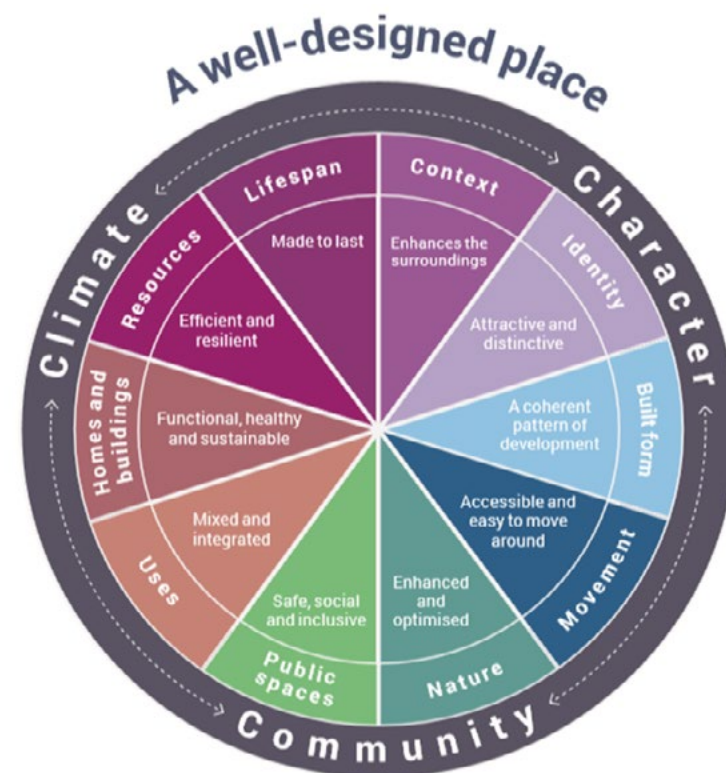 A well-designed place
Climate
Character
Community
Context
Enhances the
surroundings
Identity
Attractive and
distinctive
Built form
A coherent
pattern of
development
Movement
Accessible and
easy to move
around
Nature
Enhanced
and
optimised
Public
spaces
Safe, social
and inclusive
Uses
Mixed and
integrated
Homes and
buildings
Functional, healthy
and sustainable
Resources
Efficient and
resilient
Lifespan
Made to last